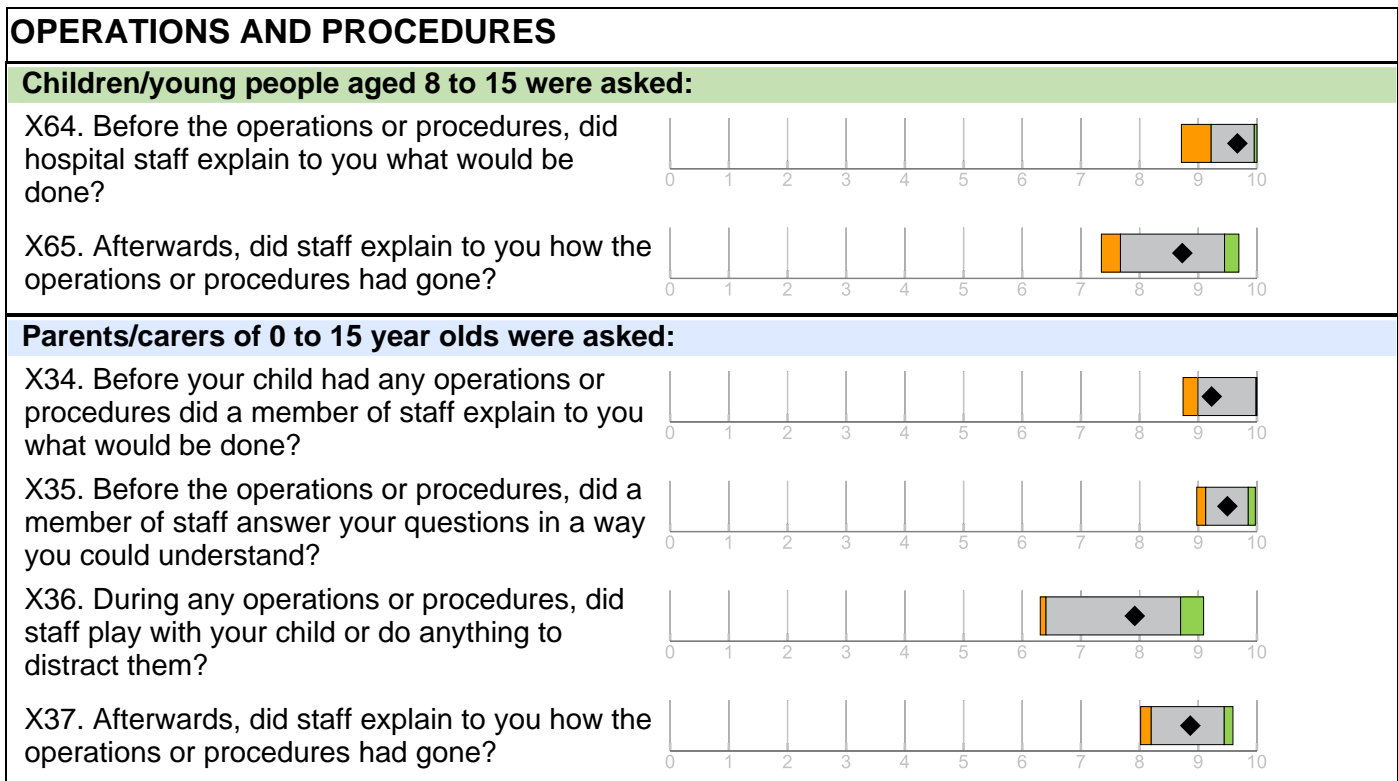 OPERATIONS AND PROCEDURES
Children/young people aged 8 to 15 were asked:
X64. Before the operations or procedures, did
hospital staff explain to you what would be
done?
0 1 2 3 4 5 6 7 8 9 10
X65. Afterwards, did staff explain to you how the
operations or procedures had gone?
0 1 2 3 4 5 6 7 8 9 10
Parents/carers of 0 to 15 year olds were asked:
X34. Before your child had any operations or
procedures did a member of staff explain to you
what would be done?
0 1 2 3 4 5 6 7 8 9 10
X35. Before the operations or procedures, did a
member of staff answer your questions in a way
you could understand?
0 1 2 3 4 5 6 7 8 9 10
X36. During any operations or procedures, did
staff play with your child or do anything to
distract them?
0 1 2 3 4 5 6 7 8 9 10
X37. Afterwards, did staff explain to you how the
operations or procedures had gone?
0 1 2 3 4 5 6 7 8 9 10